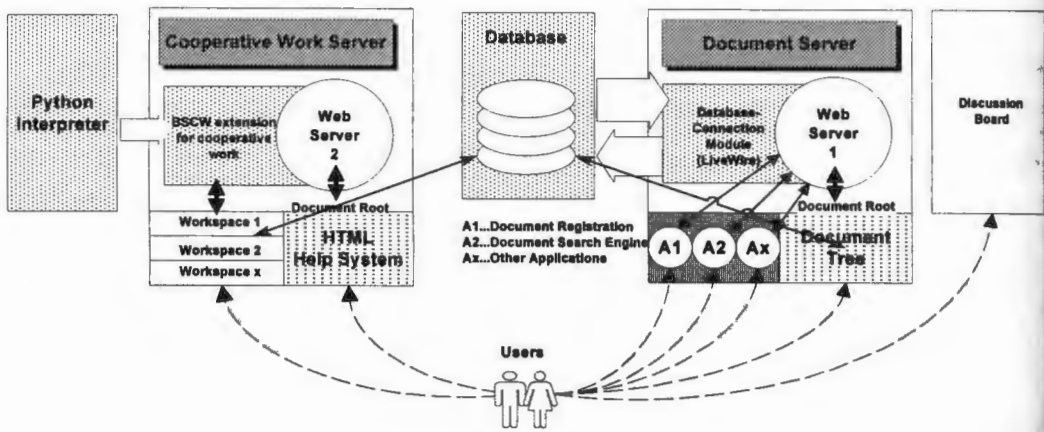 Python
Interpreter
Cooperative Work Server
BSCW extension
for cooperative
work
Web
Server
2
Document Root
Workspace 1
Workspace 2
Workspace x
HTML
Help System
Database
A1...Document Registration
A2...Document Search Engine
Ax...Other Applications
Document Server
Database-
Connection
Module
(LiveWire)
Web
Server
1
Document Root
A1
A2
Ax
Document
Tree
Discussion
Board
Users